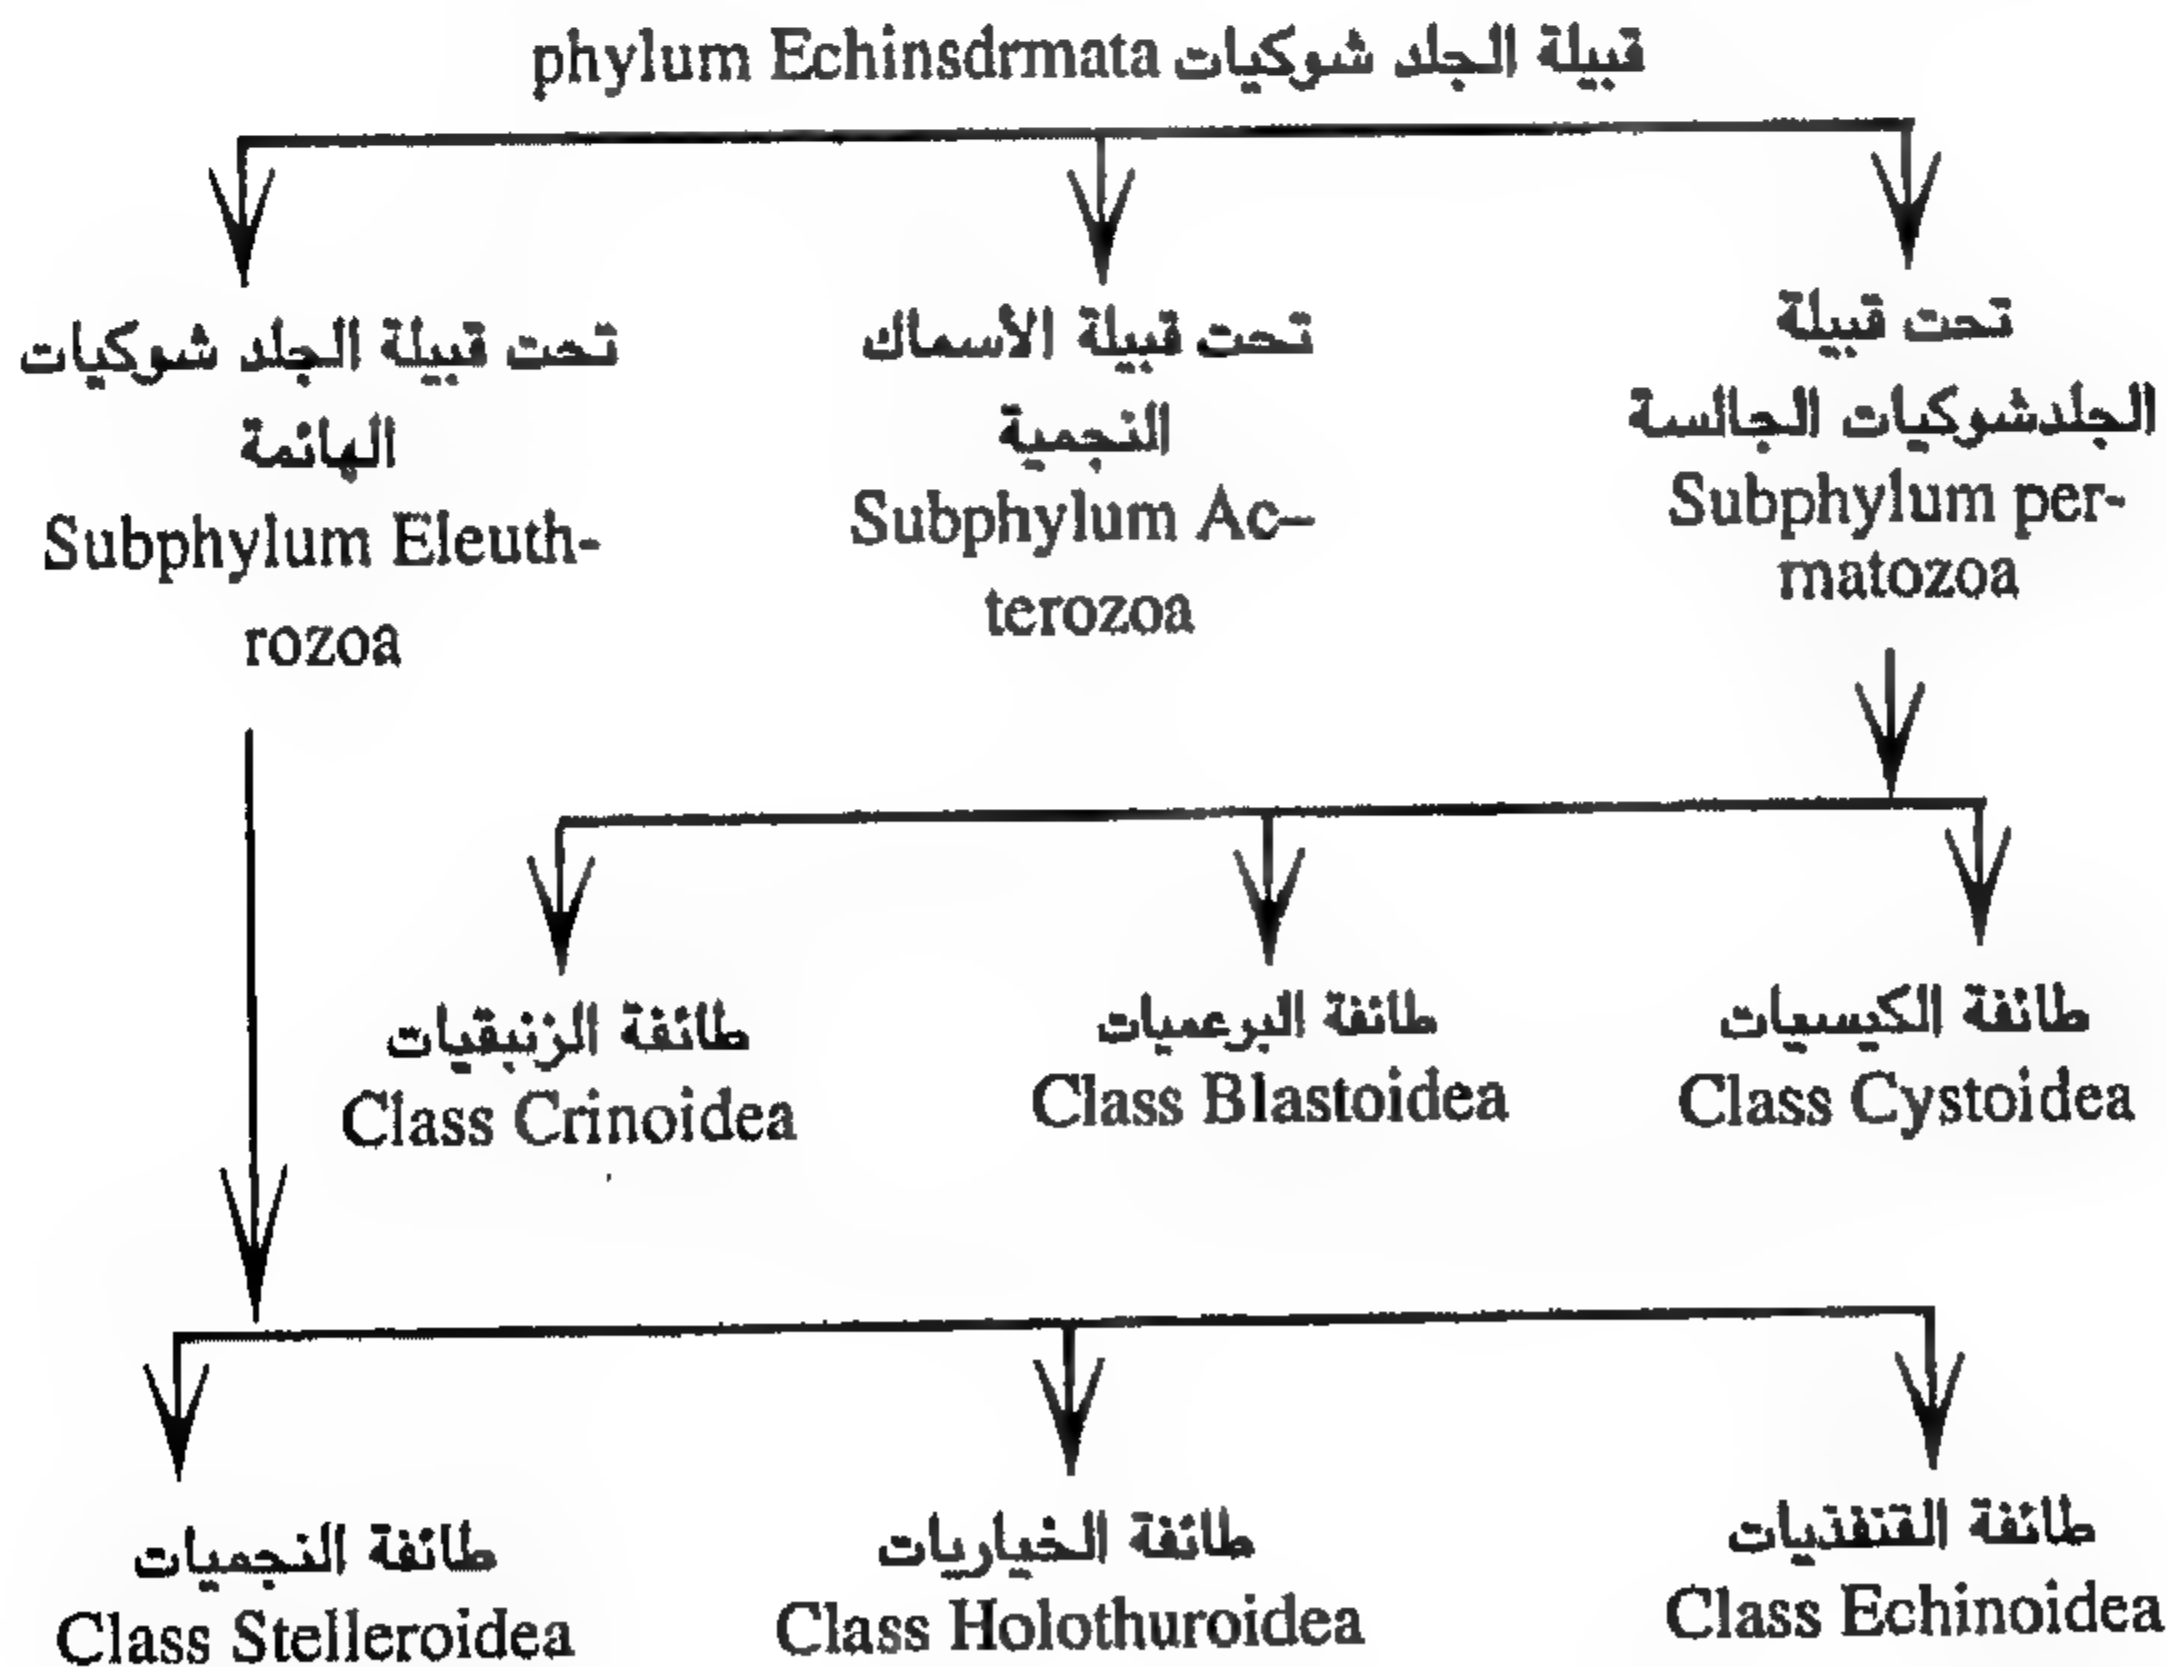 قبيلة الجلد شوكيات phylum Echinsdrmata
تحت قبيلة
الجلدشوكيات الجالسة
Subphylum per-
matozoa
تحت قبيلة الأسماك
النجمية
Subphylum Ac-
terozoa
تحت قبيلة الجلد شوكيات
الهائمة
Subphylum Eleuth-
rozoa
طائفة الكيسيات
Class Cystoidea
طائفة البرعميات
Class Blastoidea
طائفة الزنبقيات
Class Crinoidea
طائفة القنفذيات
Class Echinoidea
طائفة الخياريات
Class Holothuroidea
طائفة النجميات
Class Stelleroidea